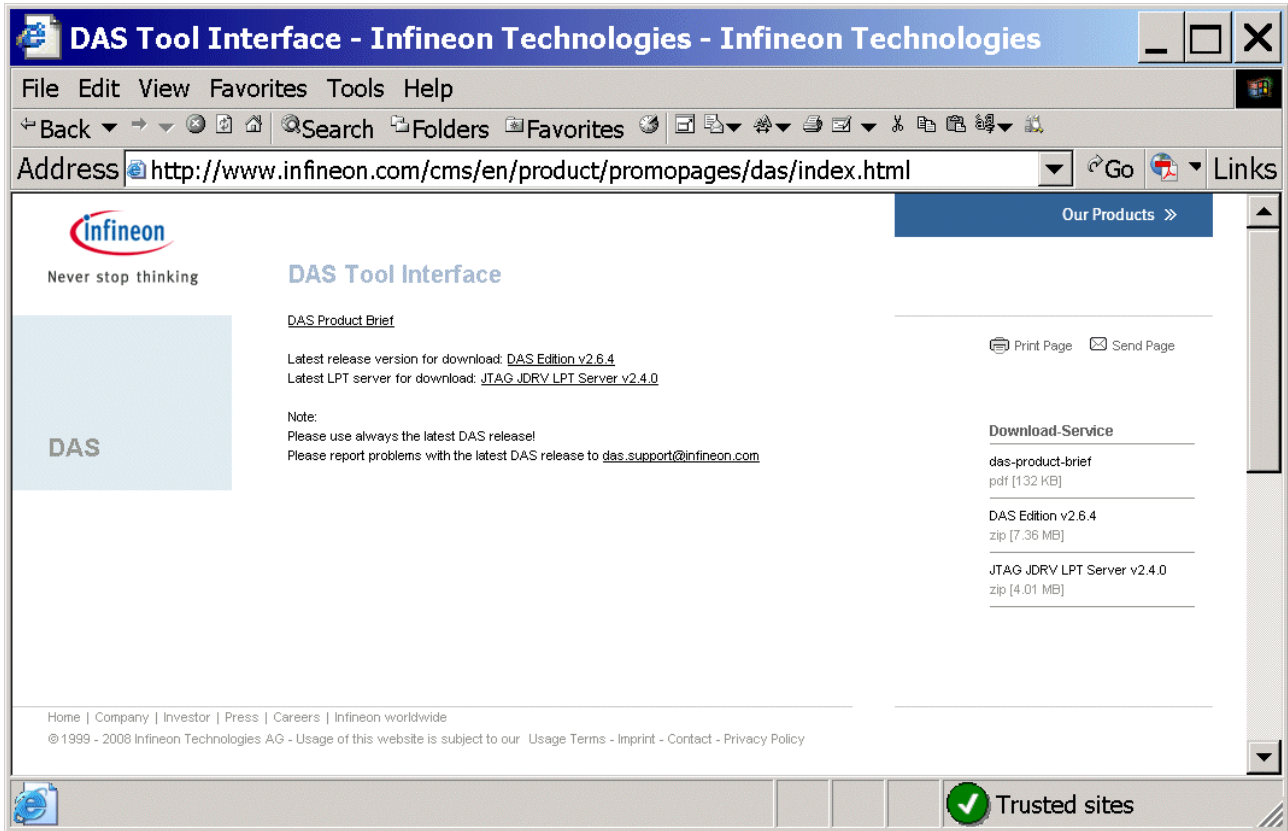 DAS Tool Interface - Infineon Technologies - Infineon Technologies
File Edit View Favorites Tools Help
Back Search Folders Favorites
Address http://www.infineon.com/cms/en/product/promopages/das/index.html Go Links
infineon
Never stop thinking
Our Products »
DAS Tool Interface
DAS Product Brief
Print Page Send Page
Latest release version for download: DAS Edition v2.6.4
Latest LPT server for download: JTAG JDRV LPT Server v2.4.0
Note:
Please use always the latest DAS release!
Please report problems with the latest DAS release to das.support@infineon.com
DAS
Download-Service
das-product-brief
pdf [132 KB]
DAS Edition v2.6.4
zip [7.36 MB]
JTAG JDRV LPT Server v2.4.0
zip [4.01 MB]
Home | Company | Investor | Press | Careers | Infineon worldwide
© 1999 - 2008 Infineon Technologies AG - Usage of this website is subject to our Usage Terms - Imprint - Contact - Privacy Policy
Trusted sites